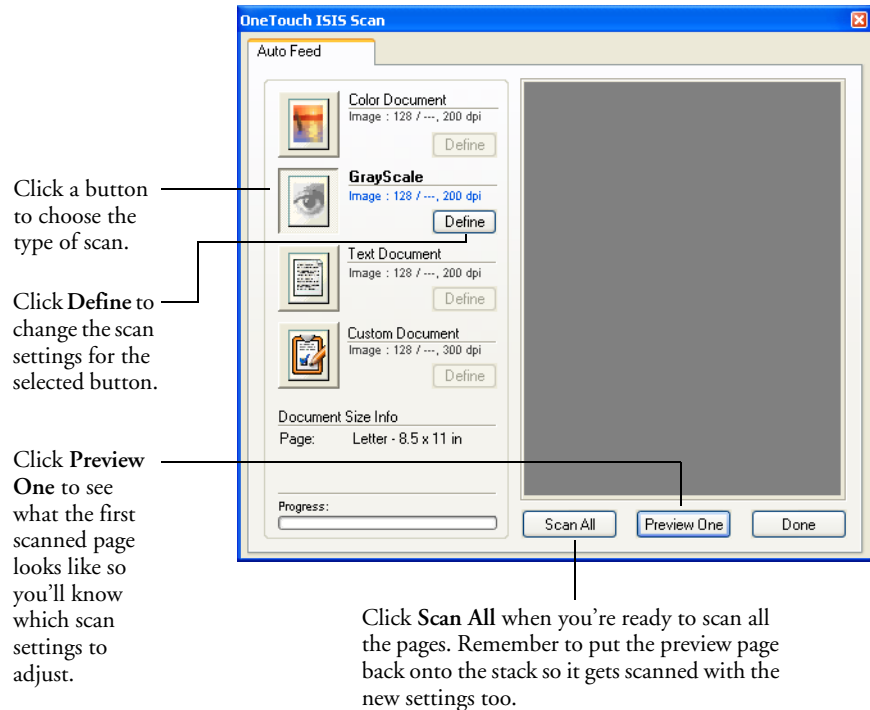 OneTouch ISIS Scan
Auto Feed
Color Document
Image : 128 / ---, 200 dpi
Define
GrayScale
Image : 128 / ---, 200 dpi
Define
Text Document
Image : 128 / ---, 200 dpi
Define
Custom Document
Image : 128 / ---, 300 dpi
Define
Document Size Info
Page: Letter - 8.5 x 11 in
Progress:
Scan All
Preview One
Done
Click a button
to choose the
type of scan.
Click Define to
change the scan
settings for the
selected button.
Click Preview
One to see
what the first
scanned page
looks like so
you'll know
which scan
settings to
adjust.
Click Scan All when you're ready to scan all
the pages. Remember to put the preview page
back onto the stack so it gets scanned with the
new settings too.